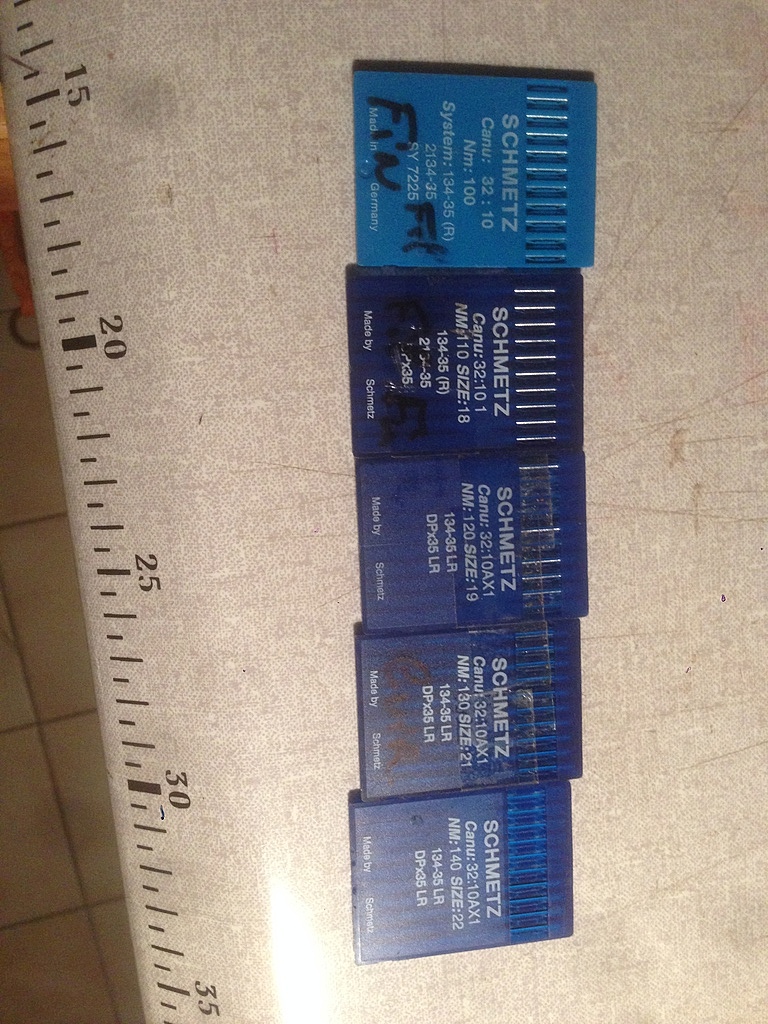 15
20
25
30
35
SCHMETZ
Canu: 32 : 10
Nm: 100
System: 134-35 (R)
2134-35
SY 7225
Made in Germany
Fin
SCHMETZ
Canu:32:10 1
NM:110 SIZE:18
134-35 (R)
2134-35
DPx35
Made by Schmetz
SCHMETZ
Canu: 32:10AX1
NM:120 SIZE:19
134-35 LR
DPx35 LR
Made by Schmetz
SCHMETZ
Canu:32:10AX1
NM:130 SIZE:21
134-35 LR
DPx35 LR
Made by Schmetz
SCHMETZ
Canu:32:10AX1
NM:140 SIZE:22
134-35 LR
DPx35 LR
Made by Schmetz